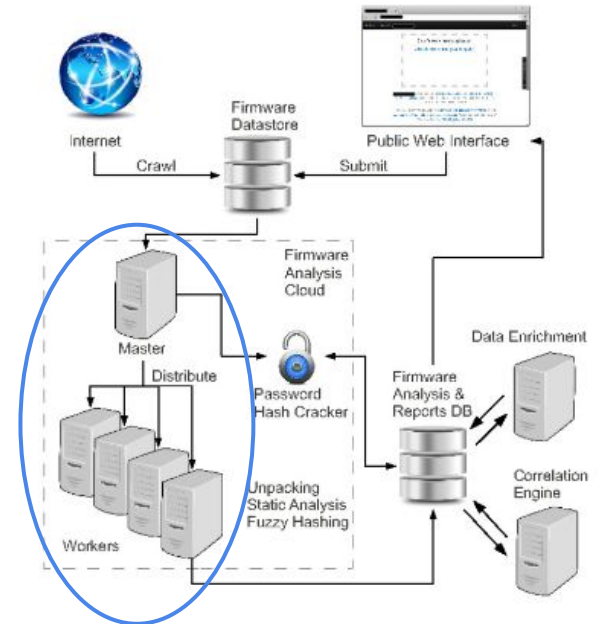 Internet
Crawl
Firmware
Datastore
Submit
Public Web Interface
Firmware
Analysis
Cloud
Master
Distribute
Password
Hash Cracker
Workers
Unpacking
Static Analysis
Fuzzy Hashing
Firmware
Analysis &
Reports DB
Data Enrichment
Correlation
Engine